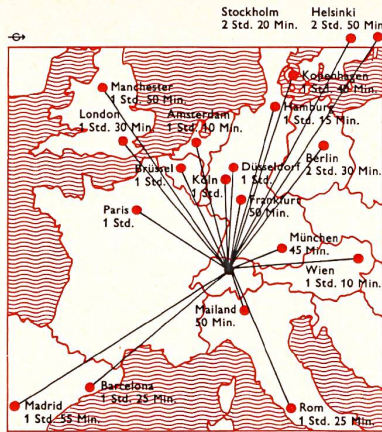 Stockholm
2 Std. 20 Min.
Helsinki
2 Std. 50 Min.
Kopenhagen
1 Std. 40 Min.
Manchester
1 Std. 50 Min.
Hamburg
1 Std. 15 Min.
London
1 Std. 30 Min.
Amsterdam
1 Std. 10 Min.
Berlin
2 Std. 30 Min.
Brüssel
1 Std.
Köln
1 Std.
Düsseldorf
1 Std.
Frankfurt
50 Min.
Paris
1 Std.
München
45 Min.
Wien
1 Std. 10 Min.
Mailand
50 Min.
Barcelona
1 Std. 25 Min.
Madrid
1 Std. 55 Min.
Rom
1 Std. 25 Min.